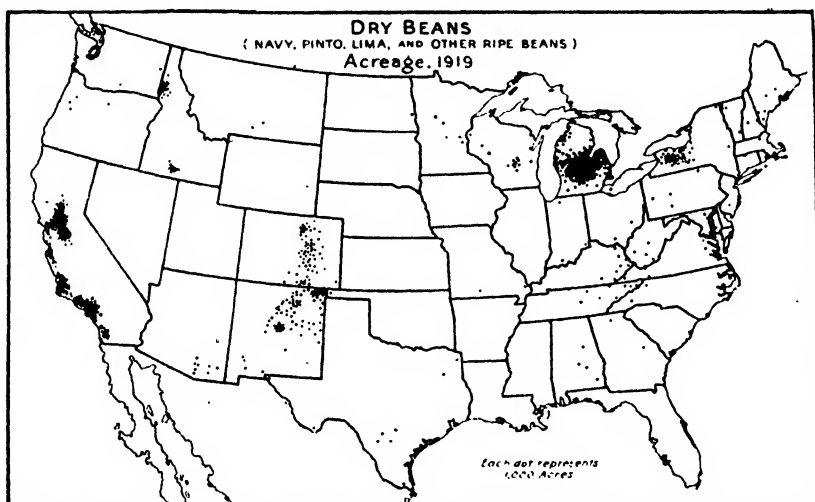 DRY BEANS
( NAVY, PINTO, LIMA, AND OTHER RIPE BEANS )
Acreage, 1919
Each dot represents
1,000 Acres